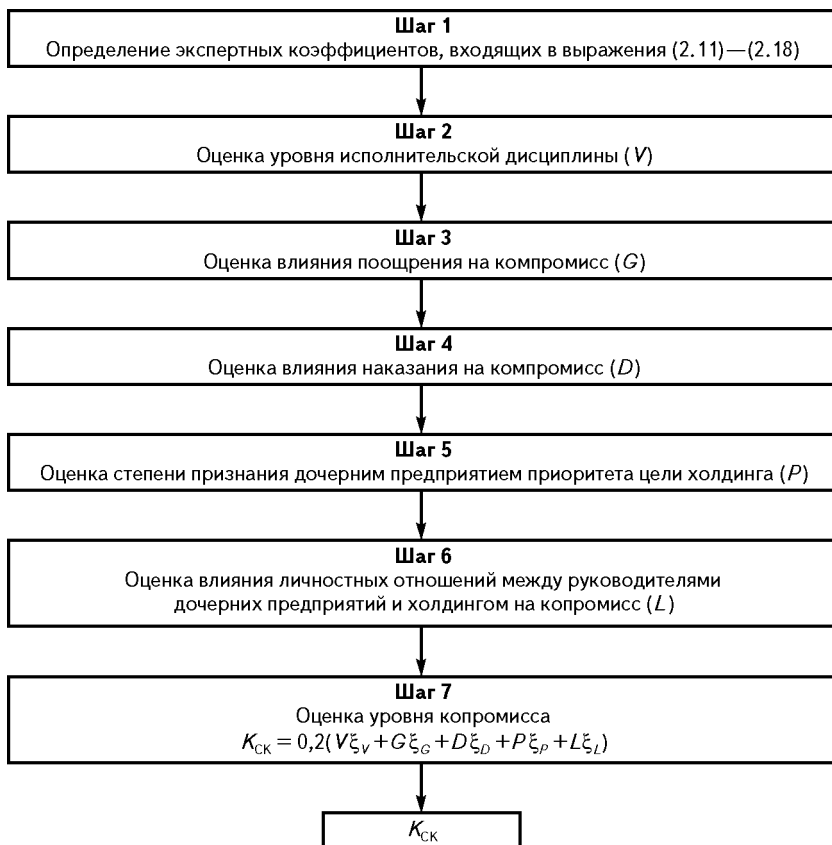 Шаг 1
Определение экспертных коэффициентов, входящих в выражения (2.11)—(2.18)
Шаг 2
Оценка уровня исполнительской дисциплины (V)
Шаг 3
Оценка влияния поощрения на компромисс (G)
Шаг 4
Оценка влияния наказания на компромисс (D)
Шаг 5
Оценка степени признания дочерним предприятием приоритета цели холдинга (P)
Шаг 6
Оценка влияния личностных отношений между руководителями
дочерних предприятий и холдингом на копромисс (L)
Шаг 7
Оценка уровня копромисса
K_СК = 0,2(Vξ_V + Gξ_G + Dξ_D + Pξ_P + Lξ_L)
K_СК